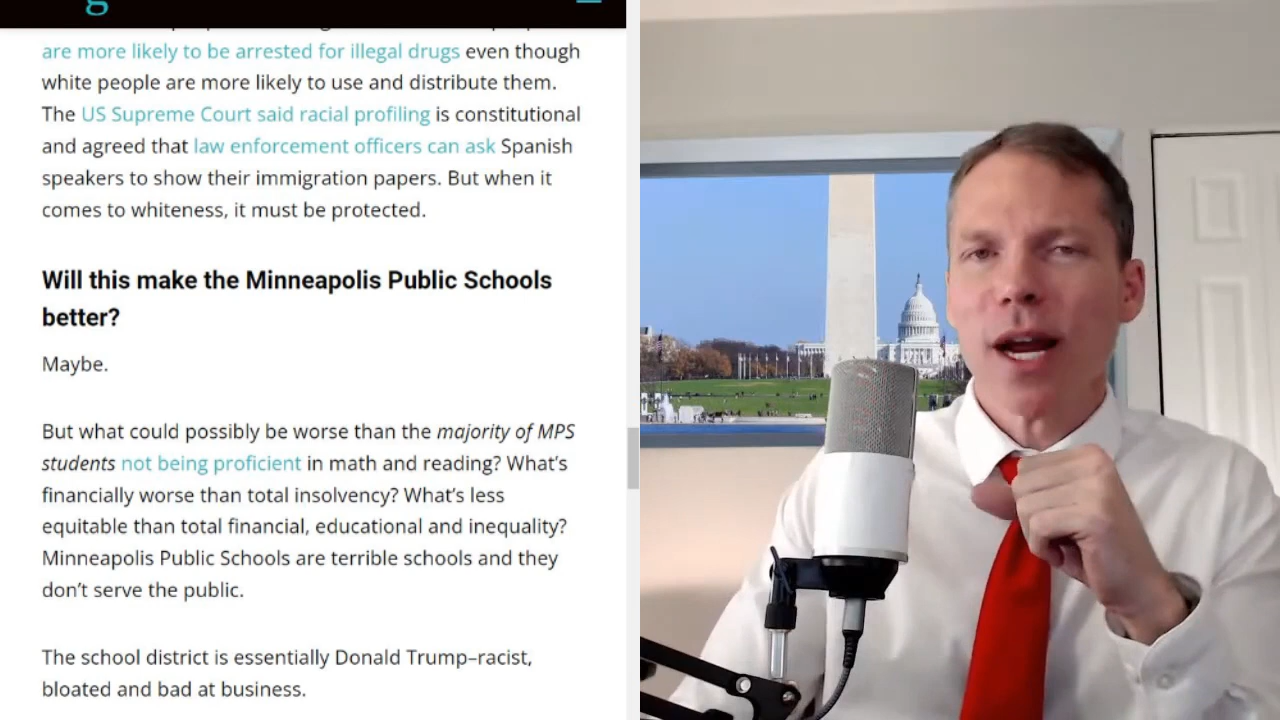 g
are more likely to be arrested for illegal drugs even though
white people are more likely to use and distribute them.
The US Supreme Court said racial profiling is constitutional
and agreed that law enforcement officers can ask Spanish
speakers to show their immigration papers. But when it
comes to whiteness, it must be protected.
Will this make the Minneapolis Public Schools
better?
Maybe.
But what could possibly be worse than the majority of MPS
students not being proficient in math and reading? What's
financially worse than total insolvency? What's less
equitable than total financial, educational and inequality?
Minneapolis Public Schools are terrible schools and they
don't serve the public.
The school district is essentially Donald Trump–racist,
bloated and bad at business.